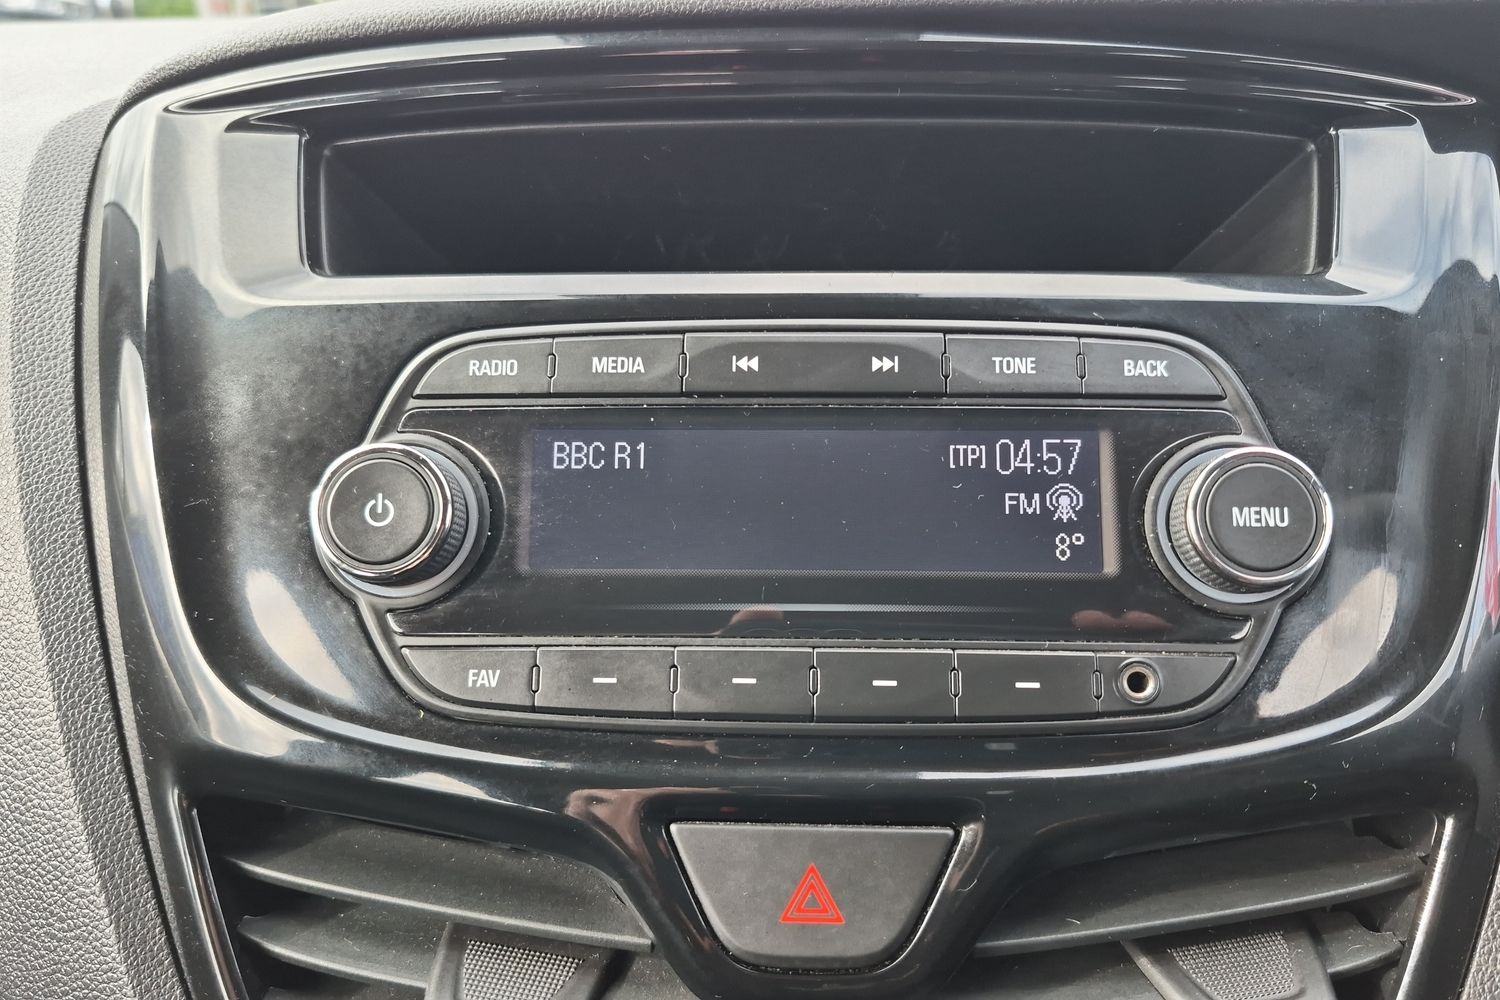 RADIO MEDIA TONE BACK
BBC R1 [TP] 04:57
FM
8°
MENU
FAV